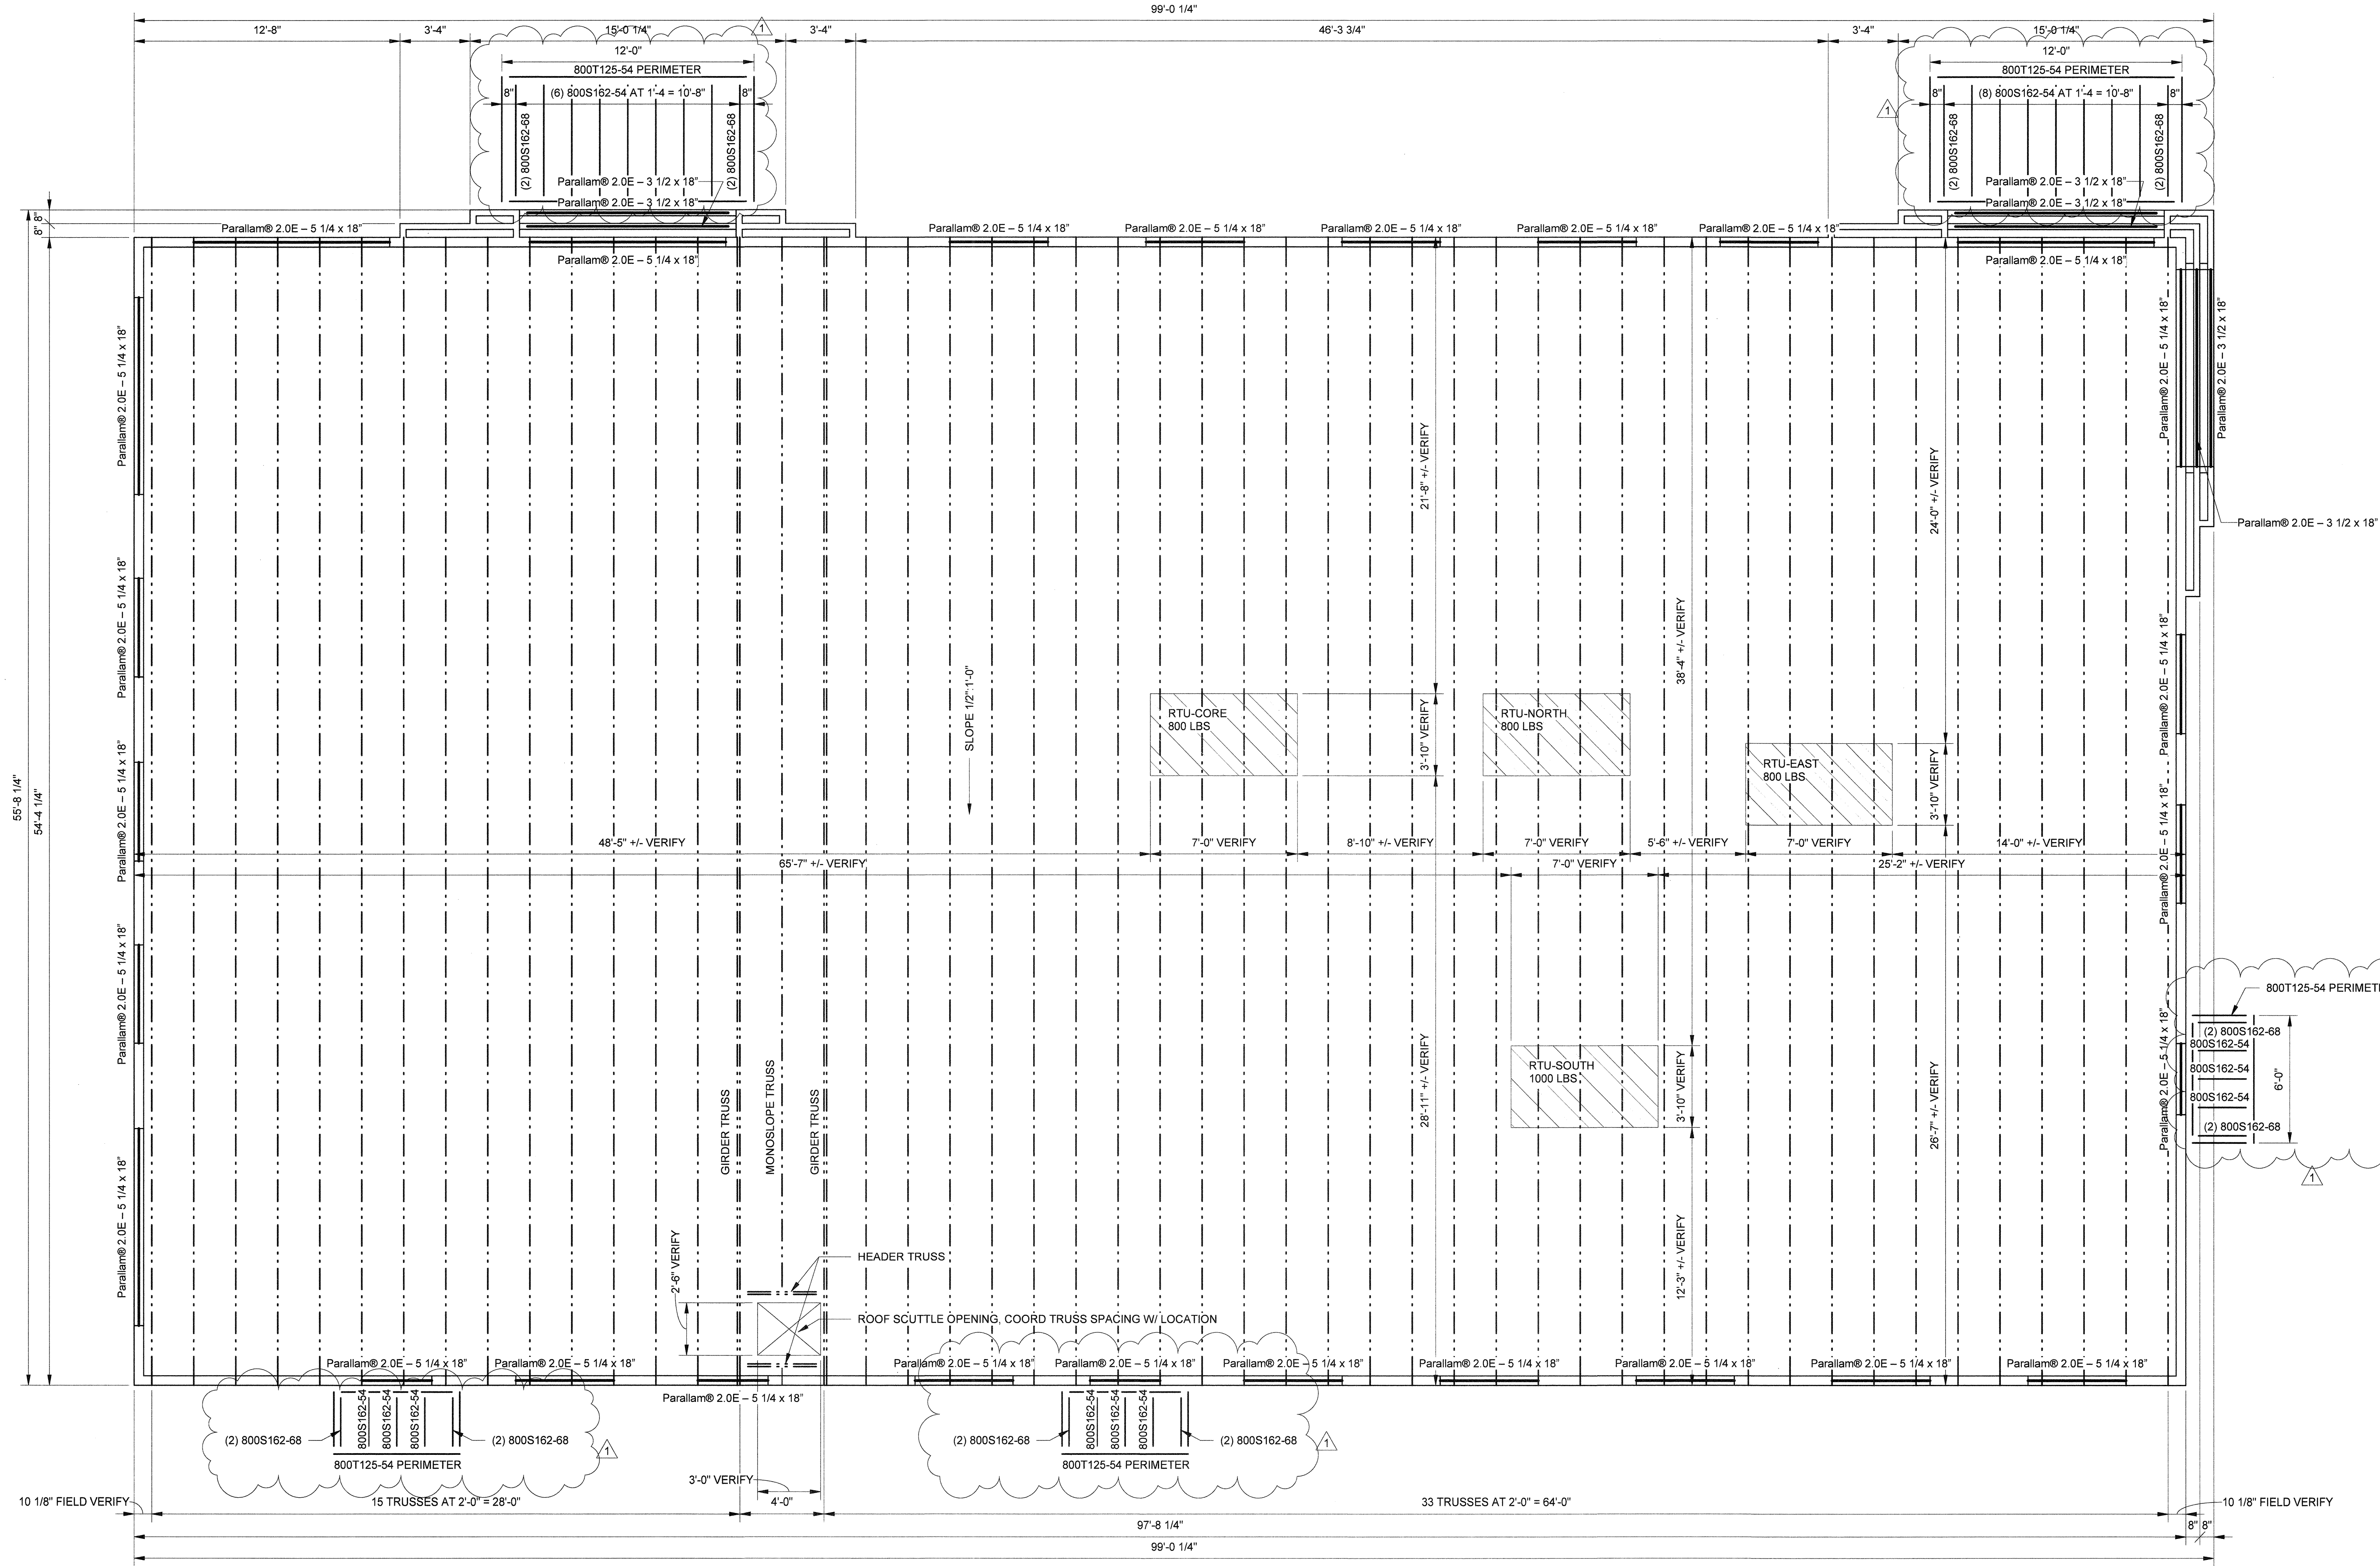 99'-0 1/4"
12'-8"
3'-4"
15'-0 1/4"
1
3'-4"
46'-3 3/4"
3'-4"
15'-0 1/4"
12'-0"
800T125-54 PERIMETER
8"
(6) 800S162-54 AT 1'-4 = 10'-8"
8"
(2) 800S162-68
(2) 800S162-68
Parallam® 2.0E – 3 1/2 x 18"
Parallam® 2.0E – 3 1/2 x 18"
12'-0"
800T125-54 PERIMETER
8"
(8) 800S162-54 AT 1'-4 = 10'-8"
8"
1
(2) 800S162-68
(2) 800S162-68
Parallam® 2.0E – 3 1/2 x 18"
Parallam® 2.0E – 3 1/2 x 18"
8"
8"
Parallam® 2.0E – 5 1/4 x 18"
Parallam® 2.0E – 5 1/4 x 18"
Parallam® 2.0E – 5 1/4 x 18"
Parallam® 2.0E – 5 1/4 x 18"
Parallam® 2.0E – 5 1/4 x 18"
Parallam® 2.0E – 5 1/4 x 18"
Parallam® 2.0E – 5 1/4 x 18"
Parallam® 2.0E – 5 1/4 x 18"
Parallam® 2.0E – 5 1/4 x 18"
Parallam® 2.0E – 5 1/4 x 18"
Parallam® 2.0E – 5 1/4 x 18"
Parallam® 2.0E – 5 1/4 x 18"
Parallam® 2.0E – 5 1/4 x 18"
55'-8 1/4"
54'-4 1/4"
Parallam® 2.0E – 5 1/4 x 18"
Parallam® 2.0E – 3 1/2 x 18"
Parallam® 2.0E – 3 1/2 x 18"
Parallam® 2.0E – 5 1/4 x 18"
Parallam® 2.0E – 5 1/4 x 18"
Parallam® 2.0E – 5 1/4 x 18"
21'-8" +/- VERIFY
24'-0" +/- VERIFY
38'-4" +/- VERIFY
SLOPE 1/2":1'-0"
RTU-CORE
800 LBS
3'-10" VERIFY
RTU-NORTH
800 LBS
RTU-EAST
800 LBS
3'-10" VERIFY
48'-5" +/- VERIFY
7'-0" VERIFY
8'-10" +/- VERIFY
7'-0" VERIFY
5'-6" +/- VERIFY
7'-0" VERIFY
14'-0" +/- VERIFY
65'-7" +/- VERIFY
7'-0" VERIFY
25'-2" +/- VERIFY
RTU-SOUTH
1000 LBS
3'-10" VERIFY
28'-11" +/- VERIFY
26'-7" +/- VERIFY
12'-3" +/- VERIFY
800T125-54
(2) 800S162-68
800S162-54
800S162-54
800S162-54
(2) 800S162-68
6'-0"
1
GIRDER TRUSS
MONOSLOPE TRUSS
GIRDER TRUSS
2'-6" VERIFY
HEADER TRUSS
ROOF SCUTTLE OPENING, COORD TRUSS SPACING W/ LOCATION
Parallam® 2.0E – 5 1/4 x 18"
Parallam® 2.0E – 5 1/4 x 18"
Parallam® 2.0E – 5 1/4 x 18"
Parallam® 2.0E – 5 1/4 x 18"
Parallam® 2.0E – 5 1/4 x 18"
Parallam® 2.0E – 5 1/4 x 18"
Parallam® 2.0E – 5 1/4 x 18"
Parallam® 2.0E – 5 1/4 x 18"
Parallam® 2.0E – 5 1/4 x 18"
Parallam® 2.0E – 5 1/4 x 18"
(2) 800S162-68
800S162-54
800S162-54
800S162-54
(2) 800S162-68
1
800T125-54 PERIMETER
(2) 800S162-68
800S162-54
800S162-54
800S162-54
(2) 800S162-68
1
800T125-54 PERIMETER
3'-0" VERIFY
10 1/8" FIELD VERIFY
15 TRUSSES AT 2'-0" = 28'-0"
4'-0"
33 TRUSSES AT 2'-0" = 64'-0"
10 1/8" FIELD VERIFY
97'-8 1/4"
8"
8"
99'-0 1/4"